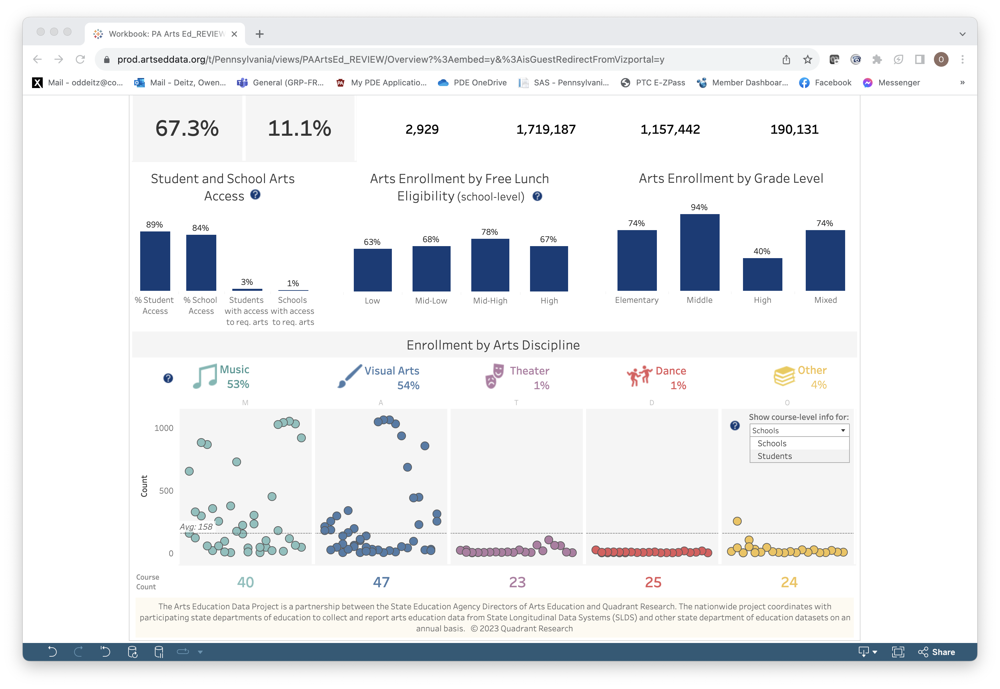 Workbook: PA Arts Ed_REVIEW
prod.artseddata.org/t/Pennsylvania/views/PAArtsEd_REVIEW/Overview?%3Aembed=y&%3AisGuestRedirectFromVizportal=y
O
Mail - oddeitz@co...
Mail - Deitz, Owen...
General (GRP-FR...
My PDE Applicatio...
PDE OneDrive
SAS - Pennsylvani...
PTC E-ZPass
Member Dashboar...
Facebook
Messenger
»
67.3%
11.1%
2,929
1,719,187
1,157,442
190,131
Student and School Arts
Access ?
89%
84%
3%
1%
% Student
Access
% School
Access
Students
with access
to req. arts
Schools
with access
to req. arts
Arts Enrollment by Free Lunch
Eligibility (school-level) ?
63%
68%
78%
67%
Low
Mid-Low
Mid-High
High
Arts Enrollment by Grade Level
74%
94%
40%
74%
Elementary
Middle
High
Mixed
Enrollment by Arts Discipline
?
Music
53%
Visual Arts
54%
Theater
1%
Dance
1%
Other
4%
M
A
T
D
O
Count
1000
500
0
Avg: 158
?
Show course-level info for:
Schools
Schools
Students
Course
Count
40
47
23
25
24
The Arts Education Data Project is a partnership between the State Education Agency Directors of Arts Education and Quadrant Research. The nationwide project coordinates with
participating state departments of education to collect and report arts education data from State Longitudinal Data Systems (SLDS) and other state department of education datasets on an
annual basis. © 2023 Quadrant Research
Share